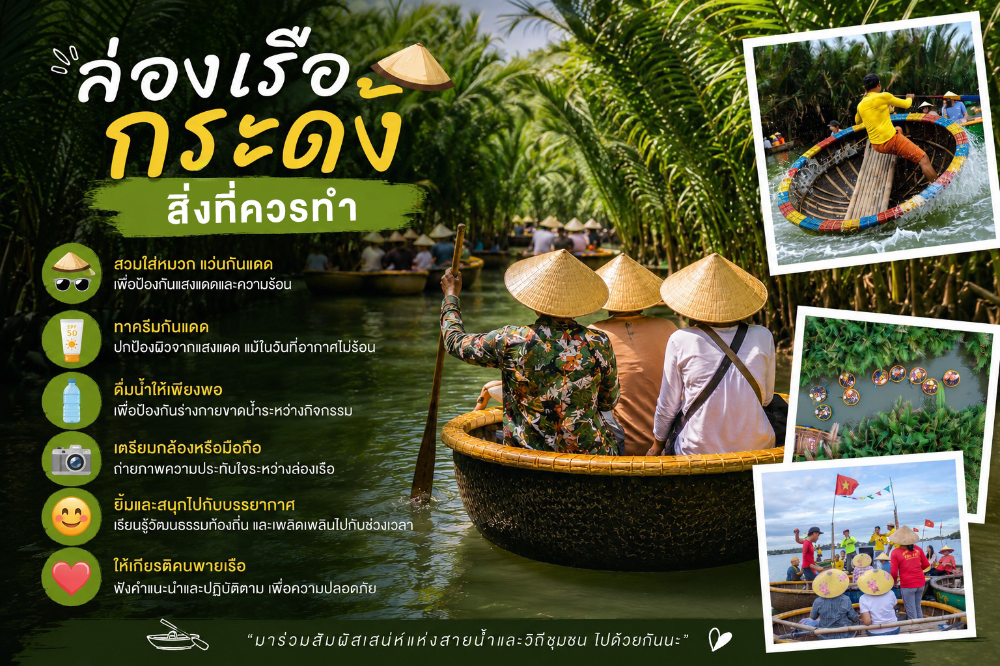 ล่องเรือ
กระด้ง
สิ่งที่ควรทำ
สวมใส่หมวก แว่นกันแดด
เพื่อป้องกันแสงแดดและความร้อน
SPF
50
ทาครีมกันแดด
ปกป้องผิวจากแสงแดด แม้ในวันที่อากาศไม่ร้อน
ดื่มน้ำให้เพียงพอ
เพื่อป้องกันร่างกายขาดน้ำระหว่างกิจกรรม
เตรียมกล้องหรือมือถือ
ถ่ายภาพความประทับใจระหว่างล่องเรือ
ยิ้มและสนุกไปกับบรรยากาศ
เรียนรู้วัฒนธรรมท้องถิ่น และเพลิดเพลินไปกับช่วงเวลา
ให้เกียรติคนพายเรือ
ฟังคำแนะนำและปฏิบัติตาม เพื่อความปลอดภัย
“มาร่วมสัมผัสเสน่ห์แห่งสายน้ำและวิถีชุมชน ไปด้วยกันนะ”